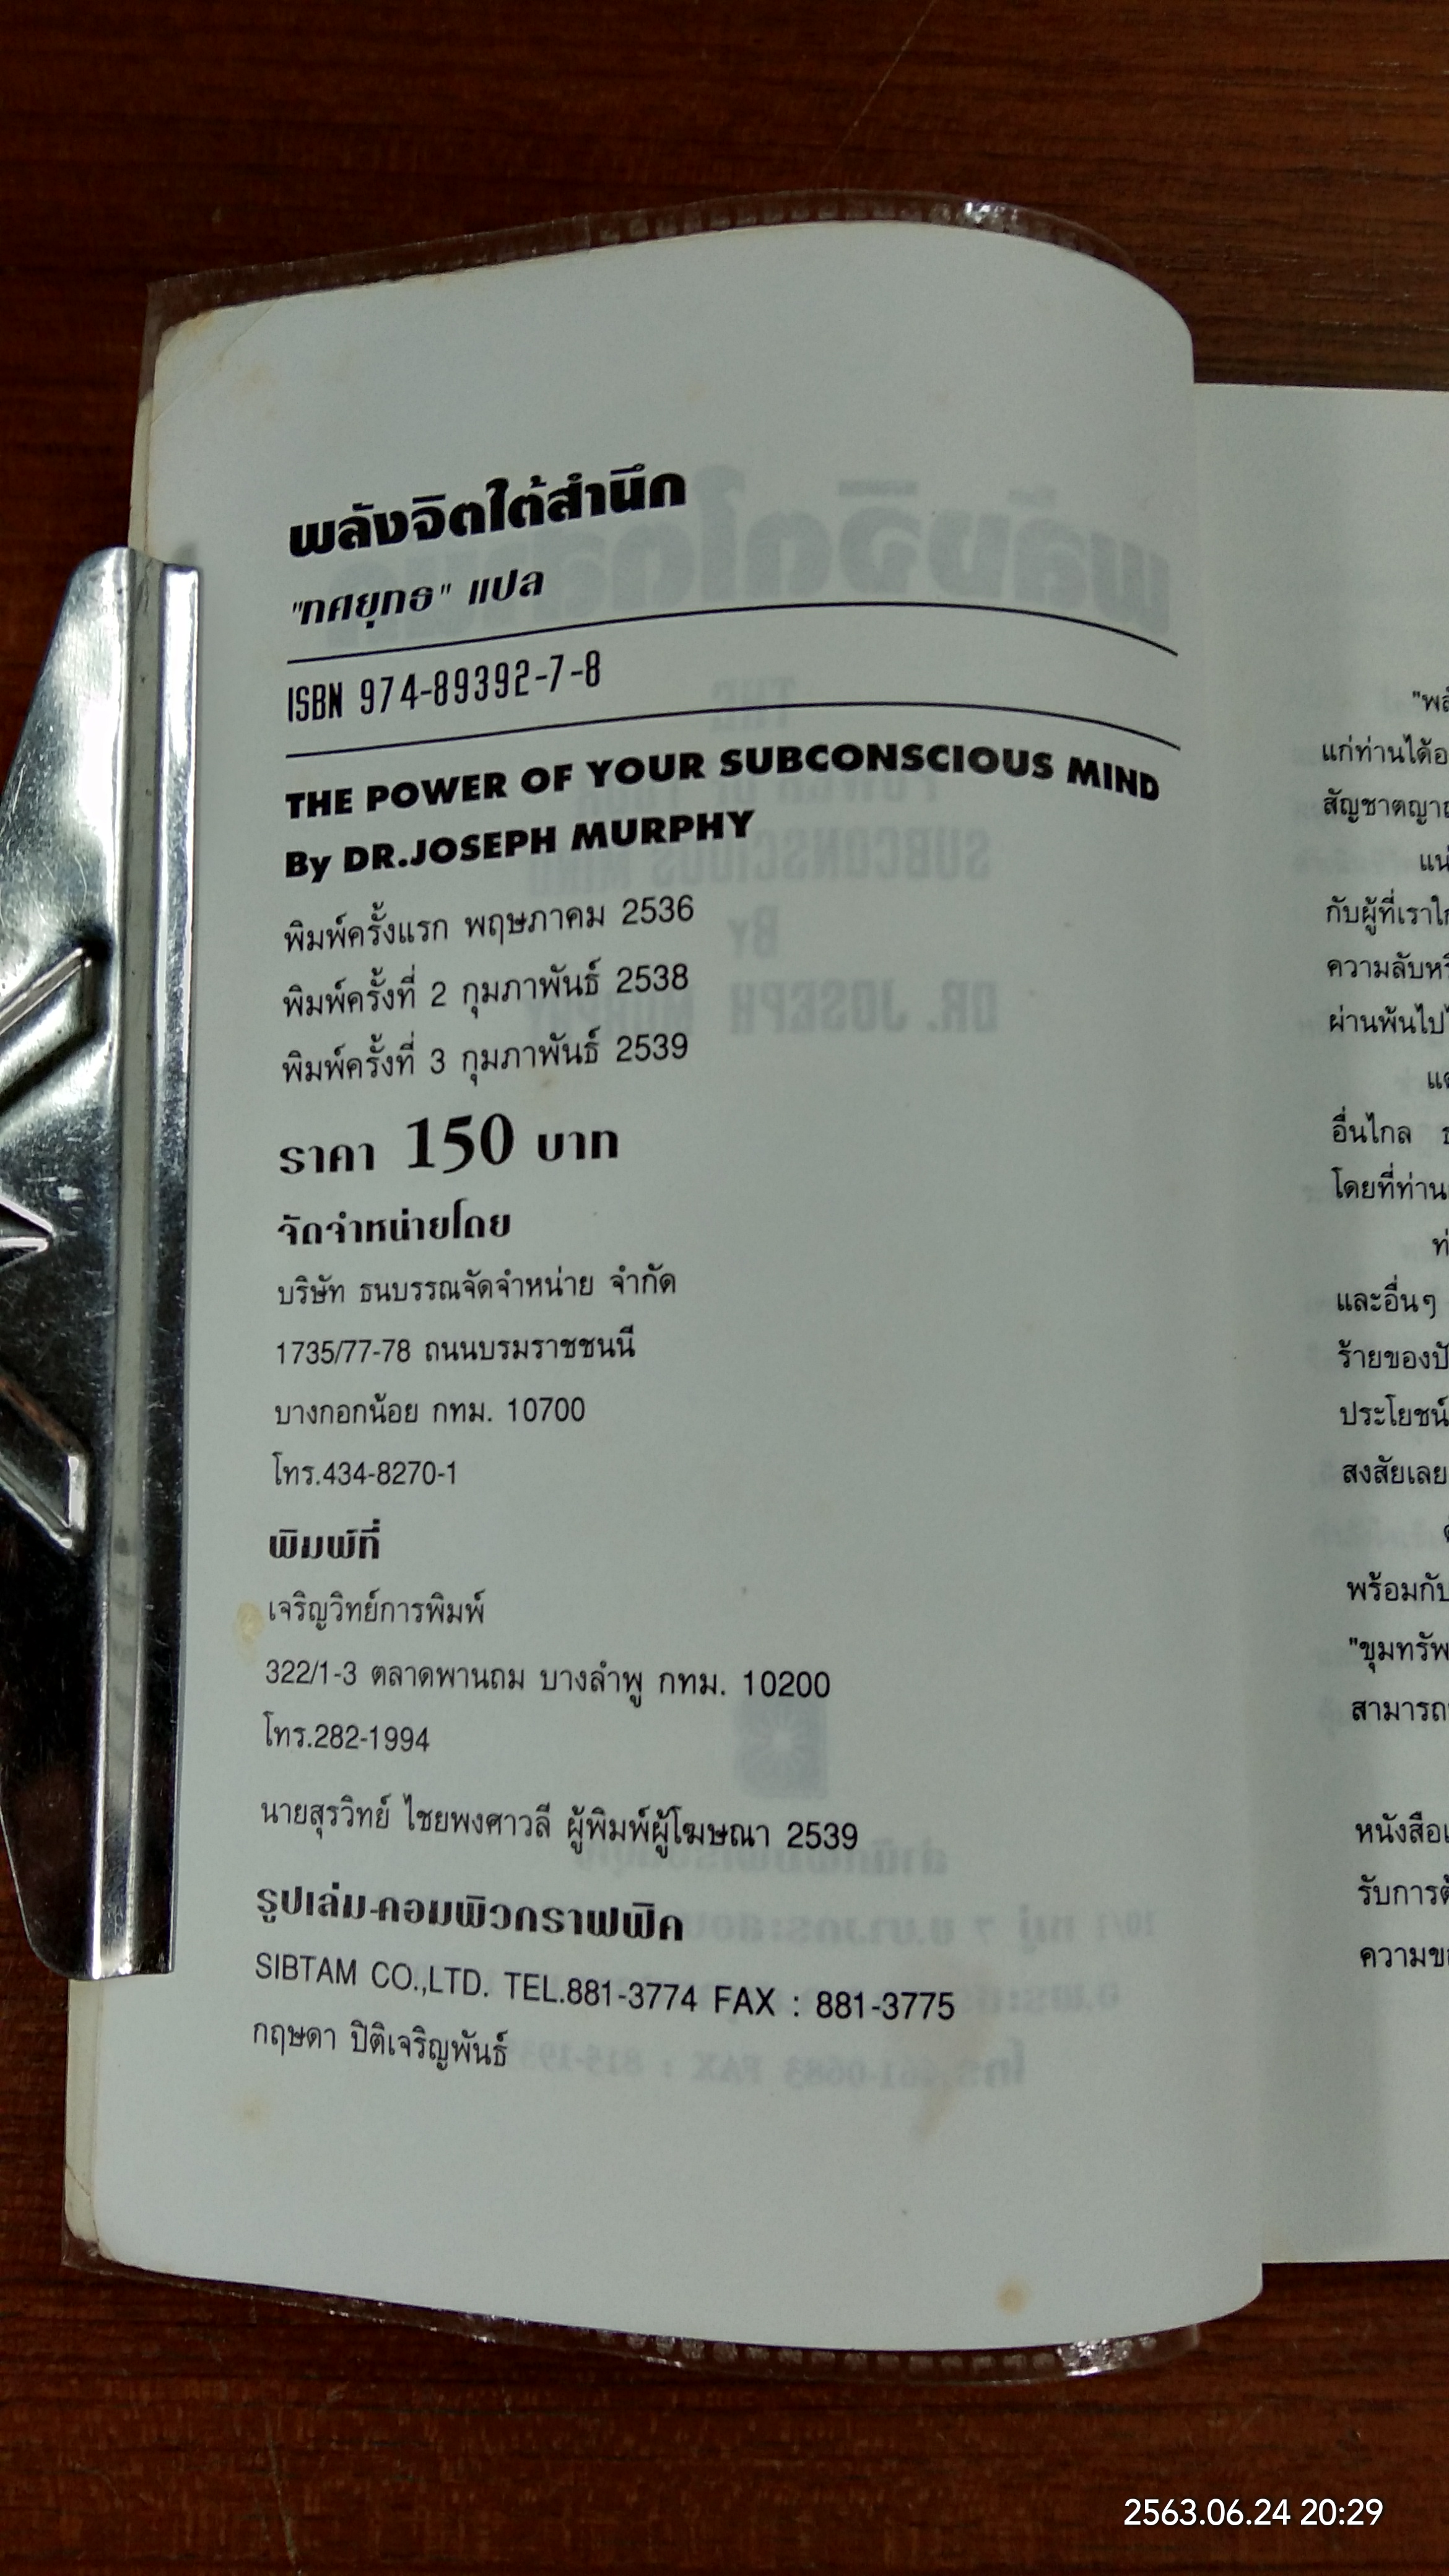 พลังจิตใต้สำนึก
"ทศยุทธ" แปล
ISBN 974-89392-7-8
THE POWER OF YOUR SUBCONSCIOUS MIND
By DR.JOSEPH MURPHY
พิมพ์ครั้งแรก พฤษภาคม 2536
พิมพ์ครั้งที่ 2 กุมภาพันธ์ 2538
พิมพ์ครั้งที่ 3 กุมภาพันธ์ 2539
ราคา 150 บาท
จัดจำหน่ายโดย
บริษัท ธนบรรณจัดจำหน่าย จำกัด
1735/77-78 ถนนบรมราชชนนี
บางกอกน้อย กทม. 10700
โทร.434-8270-1
พิมพ์ที่
เจริญวิทย์การพิมพ์
322/1-3 ตลาดพานถม บางลำพู กทม. 10200
โทร.282-1994
นายสุรวิทย์ ไชยพงศาวลี ผู้พิมพ์ผู้โฆษณา 2539
รูปเล่ม-คอมพิวกราฟฟิค
SIBTAM CO.,LTD. TEL.881-3774 FAX : 881-3775
กฤษดา ปิติเจริญพันธ์
แก่ท่านได้อ
สัญชาตญาณ
แน่
กับผู้ที่เราใก
ความลับหรื
ผ่านพ้นไป
อื่นไกล
โดยที่ท่าน
ท่
และอื่นๆ
ร้ายของปั
ประโยชน์
สงสัยเลย
พร้อมกับ
"ขุมทรัพ
สามารถ
หนังสือเ
รับการต้
ความข
2563.06.24 20:29